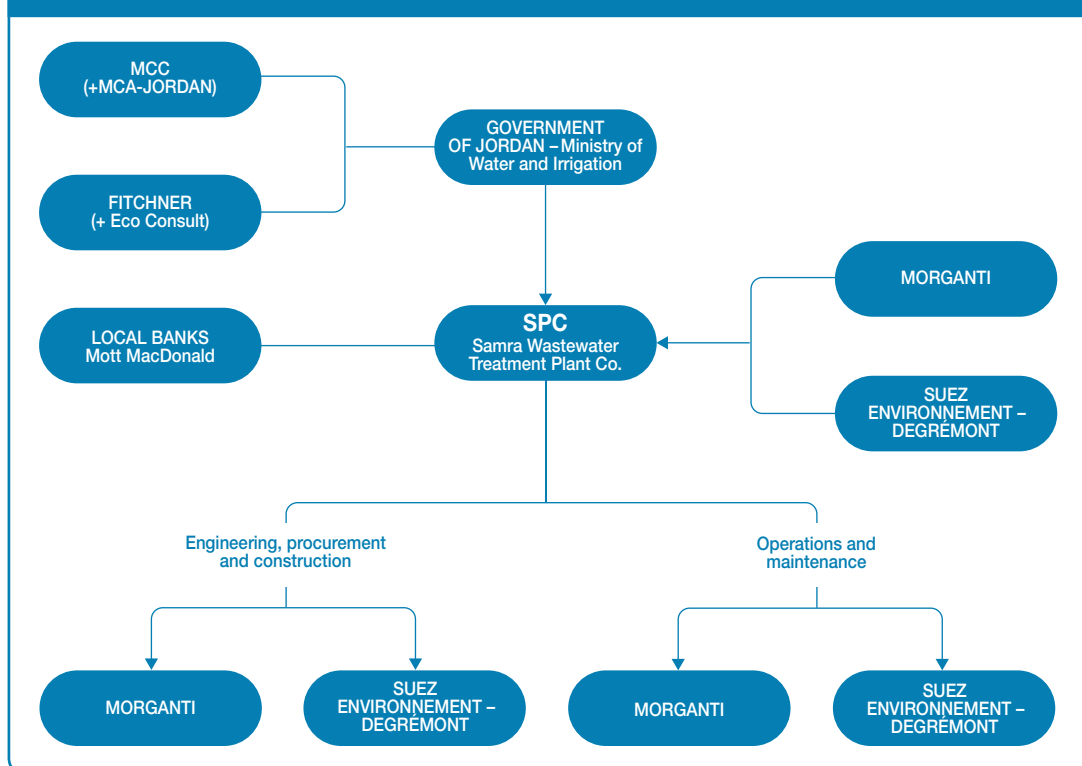 MCC
(+MCA-JORDAN)
GOVERNMENT
OF JORDAN – Ministry of
Water and Irrigation
FITCHNER
(+ Eco Consult)
MORGANTI
LOCAL BANKS
Mott MacDonald
SPC
Samra Wastewater
Treatment Plant Co.
SUEZ
ENVIRONNEMENT –
DEGRÉMONT
Engineering, procurement
and construction
Operations and
maintenance
MORGANTI
SUEZ
ENVIRONNEMENT –
DEGRÉMONT
MORGANTI
SUEZ
ENVIRONNEMENT –
DEGRÉMONT